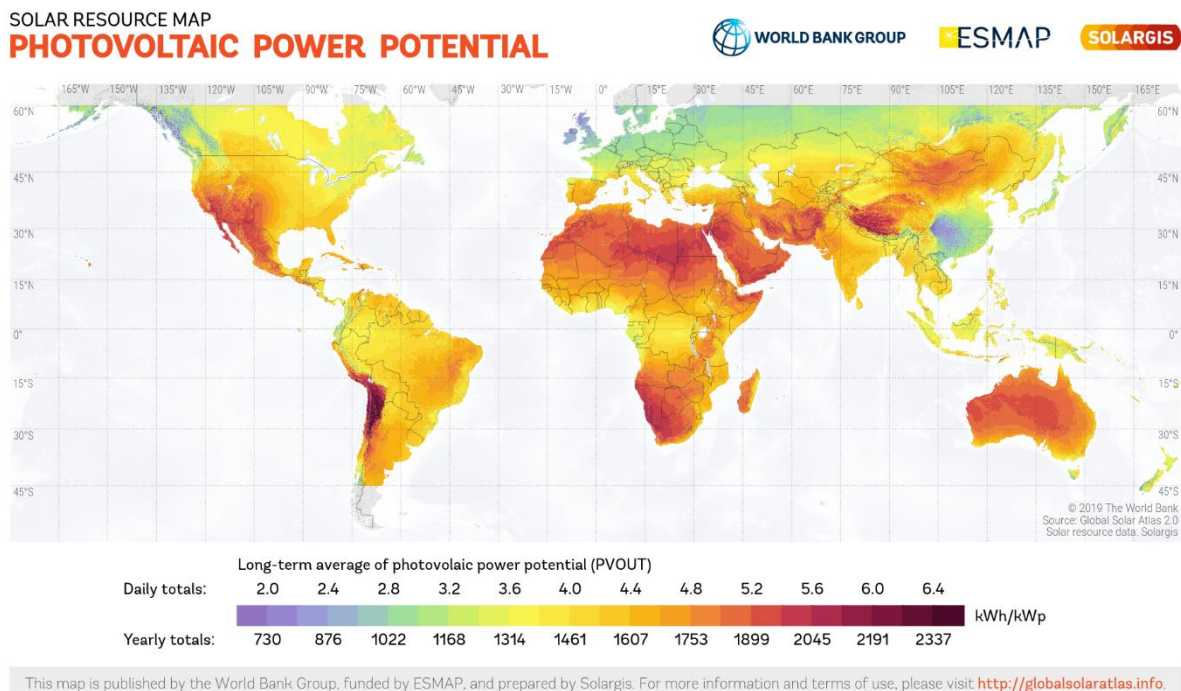 SOLAR RESOURCE MAP
PHOTOVOLTAIC POWER POTENTIAL
WORLD BANK GROUP
ESMAP
SOLARGIS
165°W 150°W 135°W 120°W 105°W 90°W 75°W 60°W 45°W 30°W 15°W 0° 15°E 30°E 45°E 60°E 75°E 90°E 105°E 120°E 135°E 150°E 165°E
60°N 60°N
45°N 45°N
30°N 30°N
15°N 15°N
0° 0°
15°S 15°S
30°S 30°S
45°S 45°S
© 2019 The World Bank
Source: Global Solar Atlas 2.0
Solar resource data: Solargis
Long-term average of photovolaic power potential (PVOUT)
Daily totals: 2.0 2.4 2.8 3.2 3.6 4.0 4.4 4.8 5.2 5.6 6.0 6.4
kWh/kWp
Yearly totals: 730 876 1022 1168 1314 1461 1607 1753 1899 2045 2191 2337
This map is published by the World Bank Group, funded by ESMAP, and prepared by Solargis. For more information and terms of use, please visit http://globalsolaratlas.info.